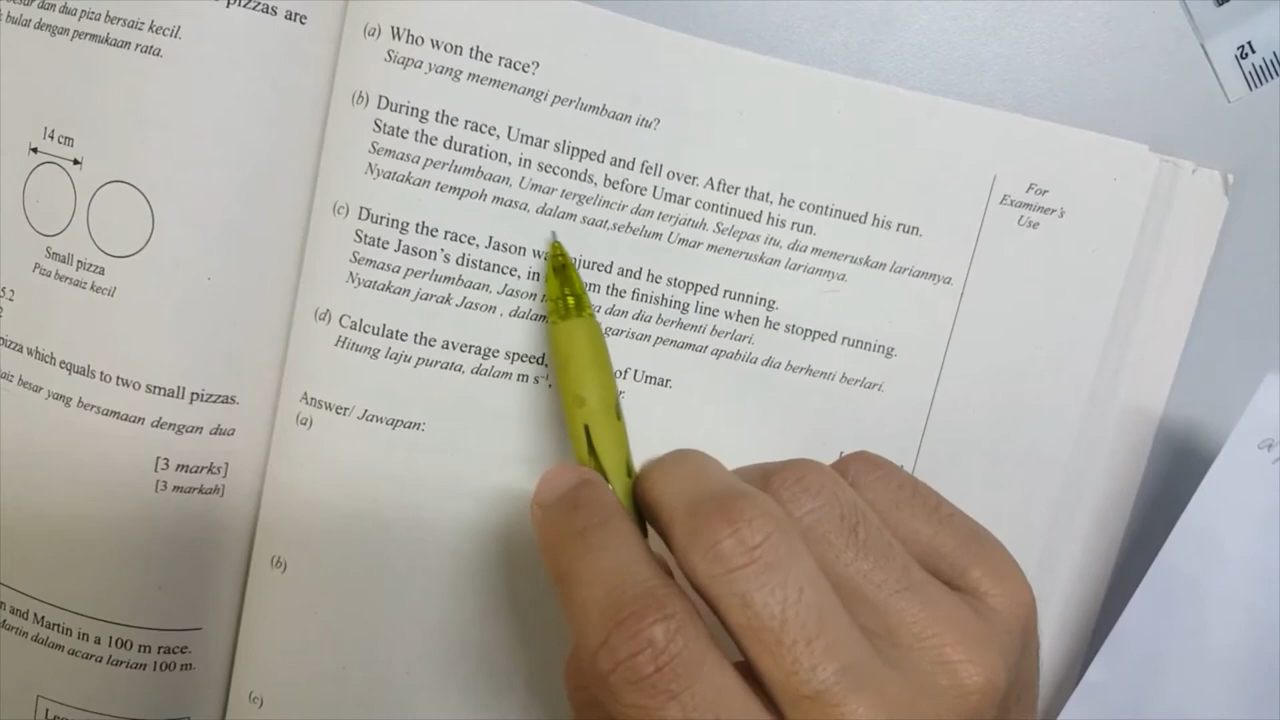 pizzas are
dan dua piza bersaiz kecil.
bulat dengan permukaan rata.
14 cm
Small pizza
Piza bersaiz kecil
5.2
2
pizza which equals to two small pizzas.
besar yang bersamaan dengan dua
[3 marks]
[3 markah]
and Martin in a 100 m race.
Martin dalam acara larian 100 m.
(a) Who won the race?
Siapa yang memenangi perlumbaan itu?
(b) During the race, Umar slipped and fell over. After that, he continued his run.
State the duration, in seconds, before Umar continued his run.
Semasa perlumbaan, Umar tergelincir dan terjatuh. Selepas itu, dia meneruskan lariannya.
Nyatakan tempoh masa, dalam saat,sebelum Umar meneruskan lariannya.
(c) During the race, Jason was injured and he stopped running.
State Jason's distance, in from the finishing line when he stopped running.
Semasa perlumbaan, Jason dan dia berhenti berlari.
Nyatakan jarak Jason , dalam garisan penamat apabila dia berhenti berlari.
(d) Calculate the average speed, of Umar.
Hitung laju purata, dalam m s⁻¹,
Answer/ Jawapan:
(a)
(b)
(c)
For
Examiner's
Use
12